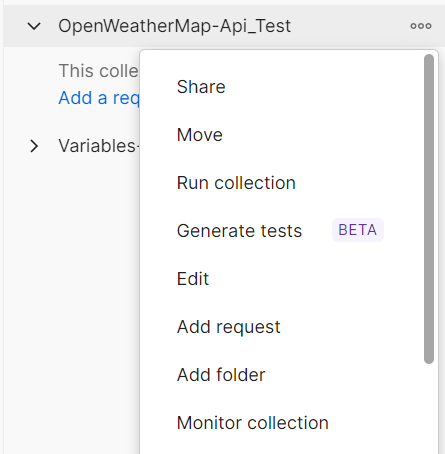 OpenWeatherMap-Api_Test
This colle
Add a req
Variables-
Share
Move
Run collection
Generate tests BETA
Edit
Add request
Add folder
Monitor collection